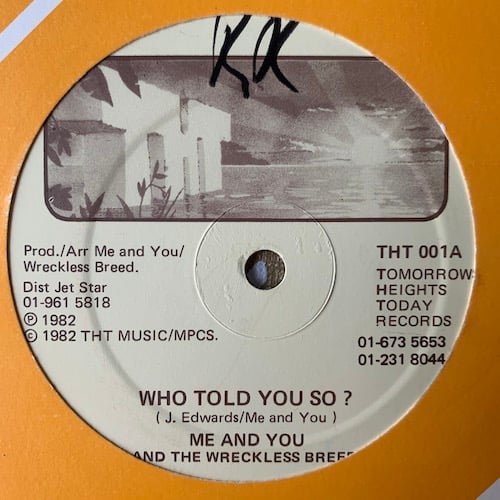 THT
Prod./Arr Me and You/
Wreckless Breed.
Dist Jet Star
01-961 5818
Ⓟ 1982
© 1982 THT MUSIC/MPCS.
THT 001A
TOMORROWS
HEIGHTS
TODAY
RECORDS
01-673 5653
01-231 8044
WHO TOLD YOU SO ?
( J. Edwards/Me and You )
ME AND YOU
AND THE WRECKLESS BREED